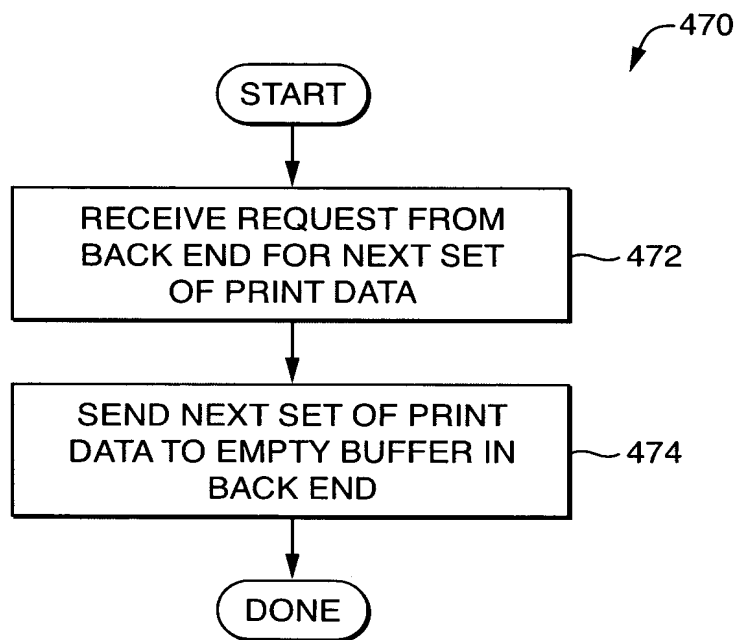 470
START
RECEIVE REQUEST FROM
BACK END FOR NEXT SET
OF PRINT DATA
472
SEND NEXT SET OF PRINT
DATA TO EMPTY BUFFER IN
BACK END
474
DONE